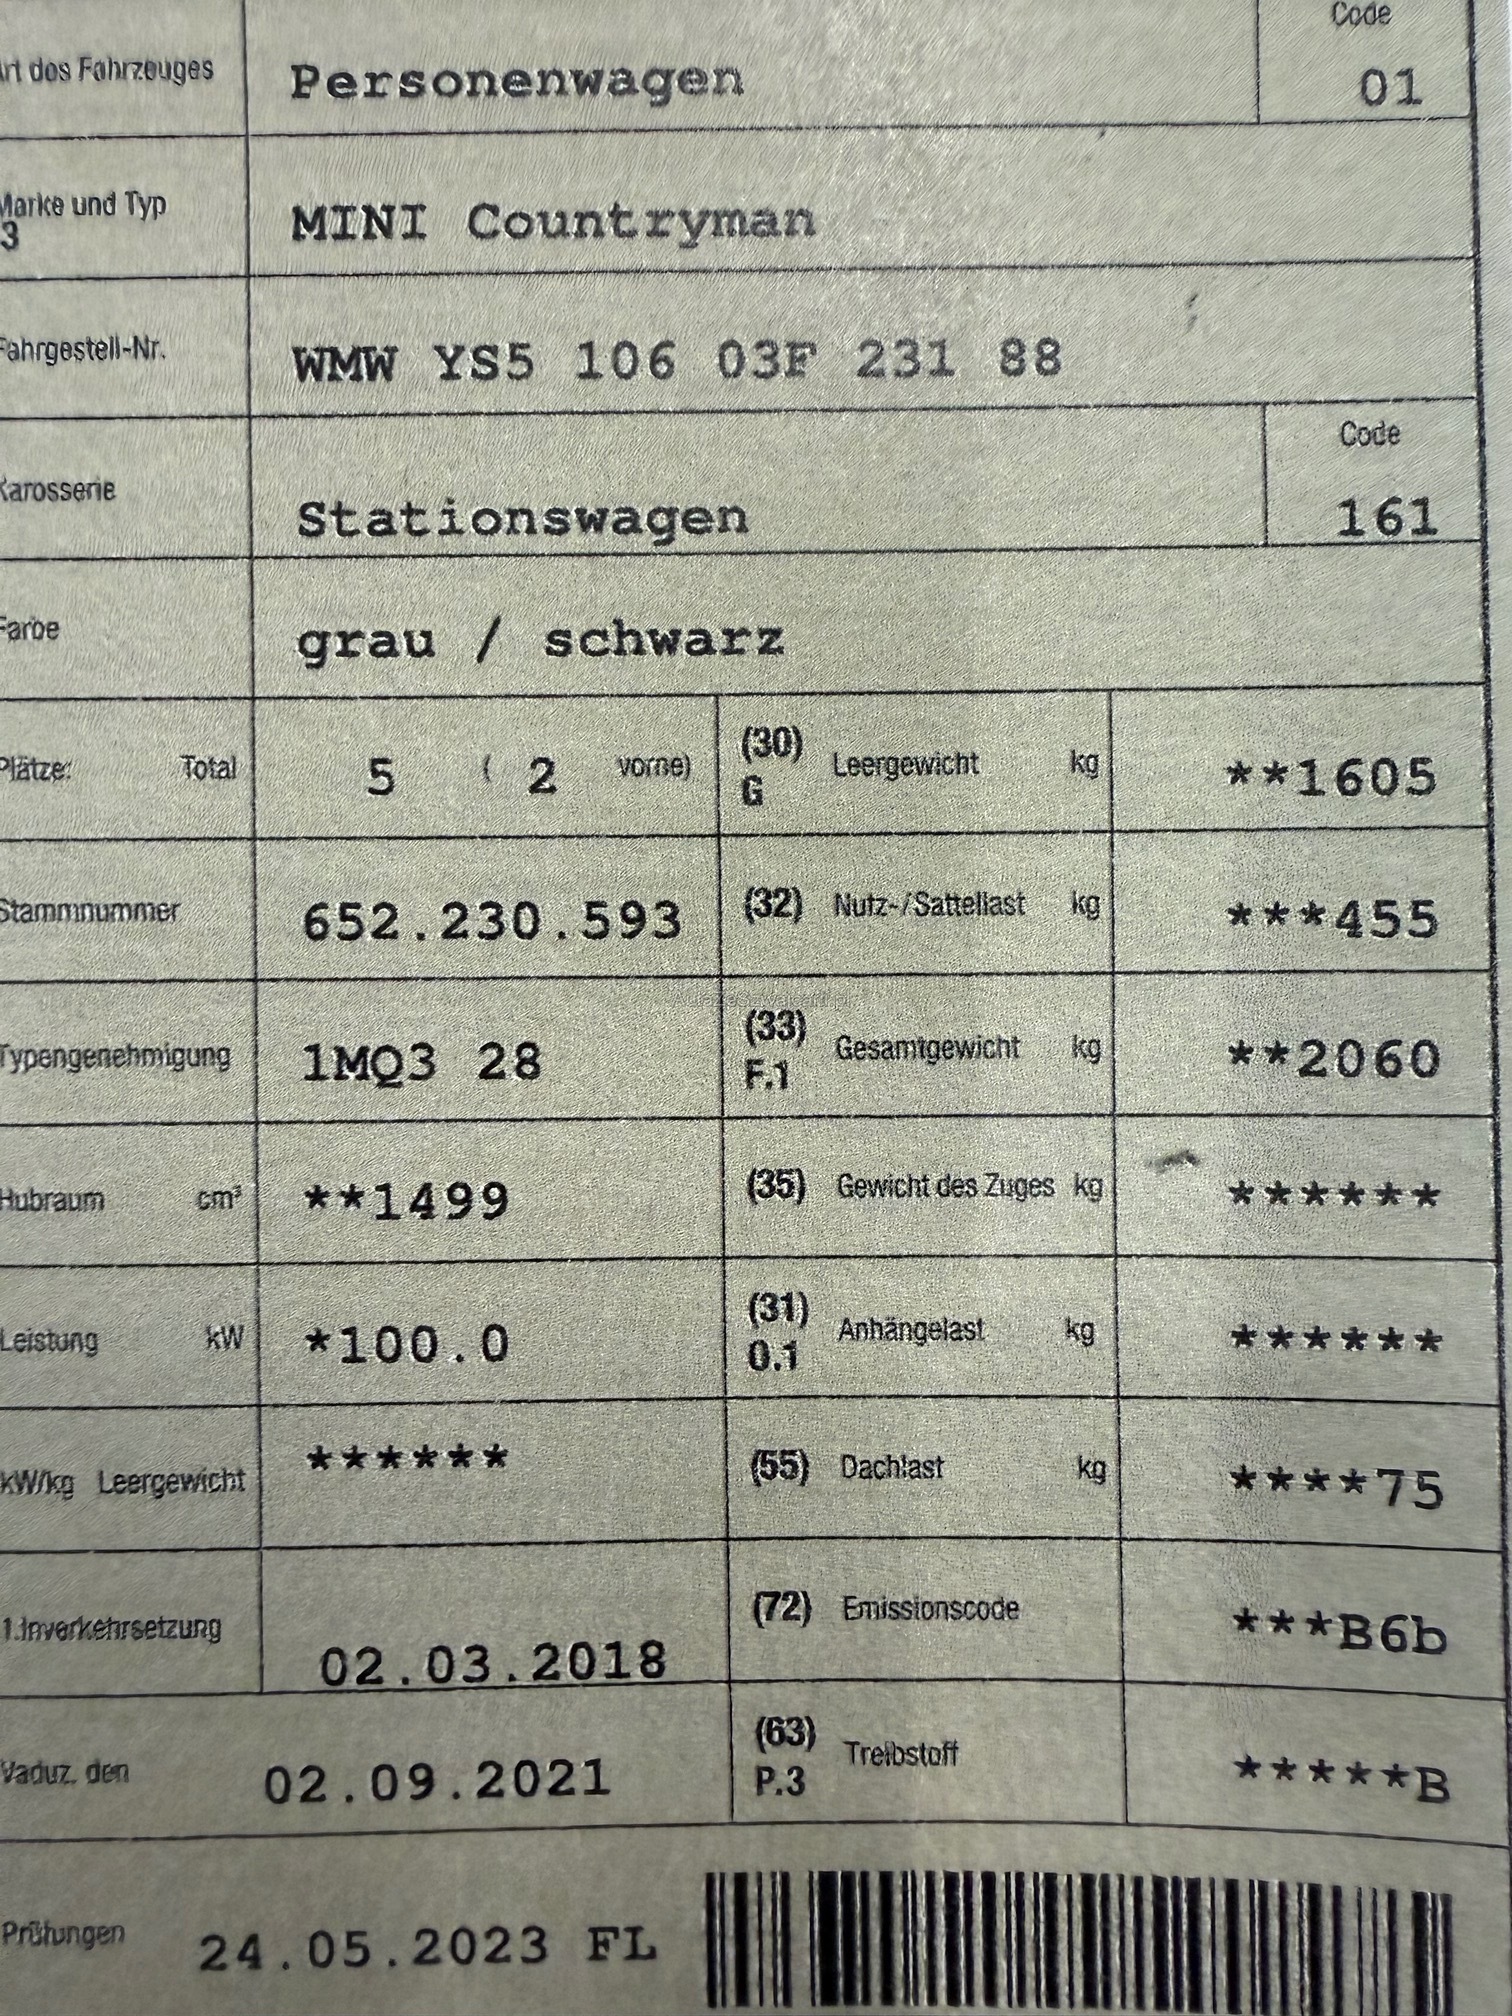 Code
Art des Fahrzeuges Personenwagen 01
Marke und Typ MINI Countryman
3
Fahrgestell-Nr. WMW YS5 106 03F 231 88
Code
Karosserie Stationswagen 161
Farbe grau / schwarz
Plätze: Total 5 ( 2 vorne) (30) G Leergewicht kg **1605
Stammnummer 652.230.593 (32) Nutz-/Sattellast kg ***455
Typengenehmigung 1MQ3 28 (33) F.1 Gesamtgewicht kg **2060
Hubraum cm³ **1499 (35) Gewicht des Zuges kg ******
Leistung kW *100.0 (31) O.1 Anhängelast kg ******
kW/kg Leergewicht ****** (55) Dachlast kg ****75
1.Inverkehrsetzung 02.03.2018 (72) Emissionscode ***B6b
Vaduz, den 02.09.2021 (63) P.3 Treibstoff *****B
Prüfungen 24.05.2023 FL